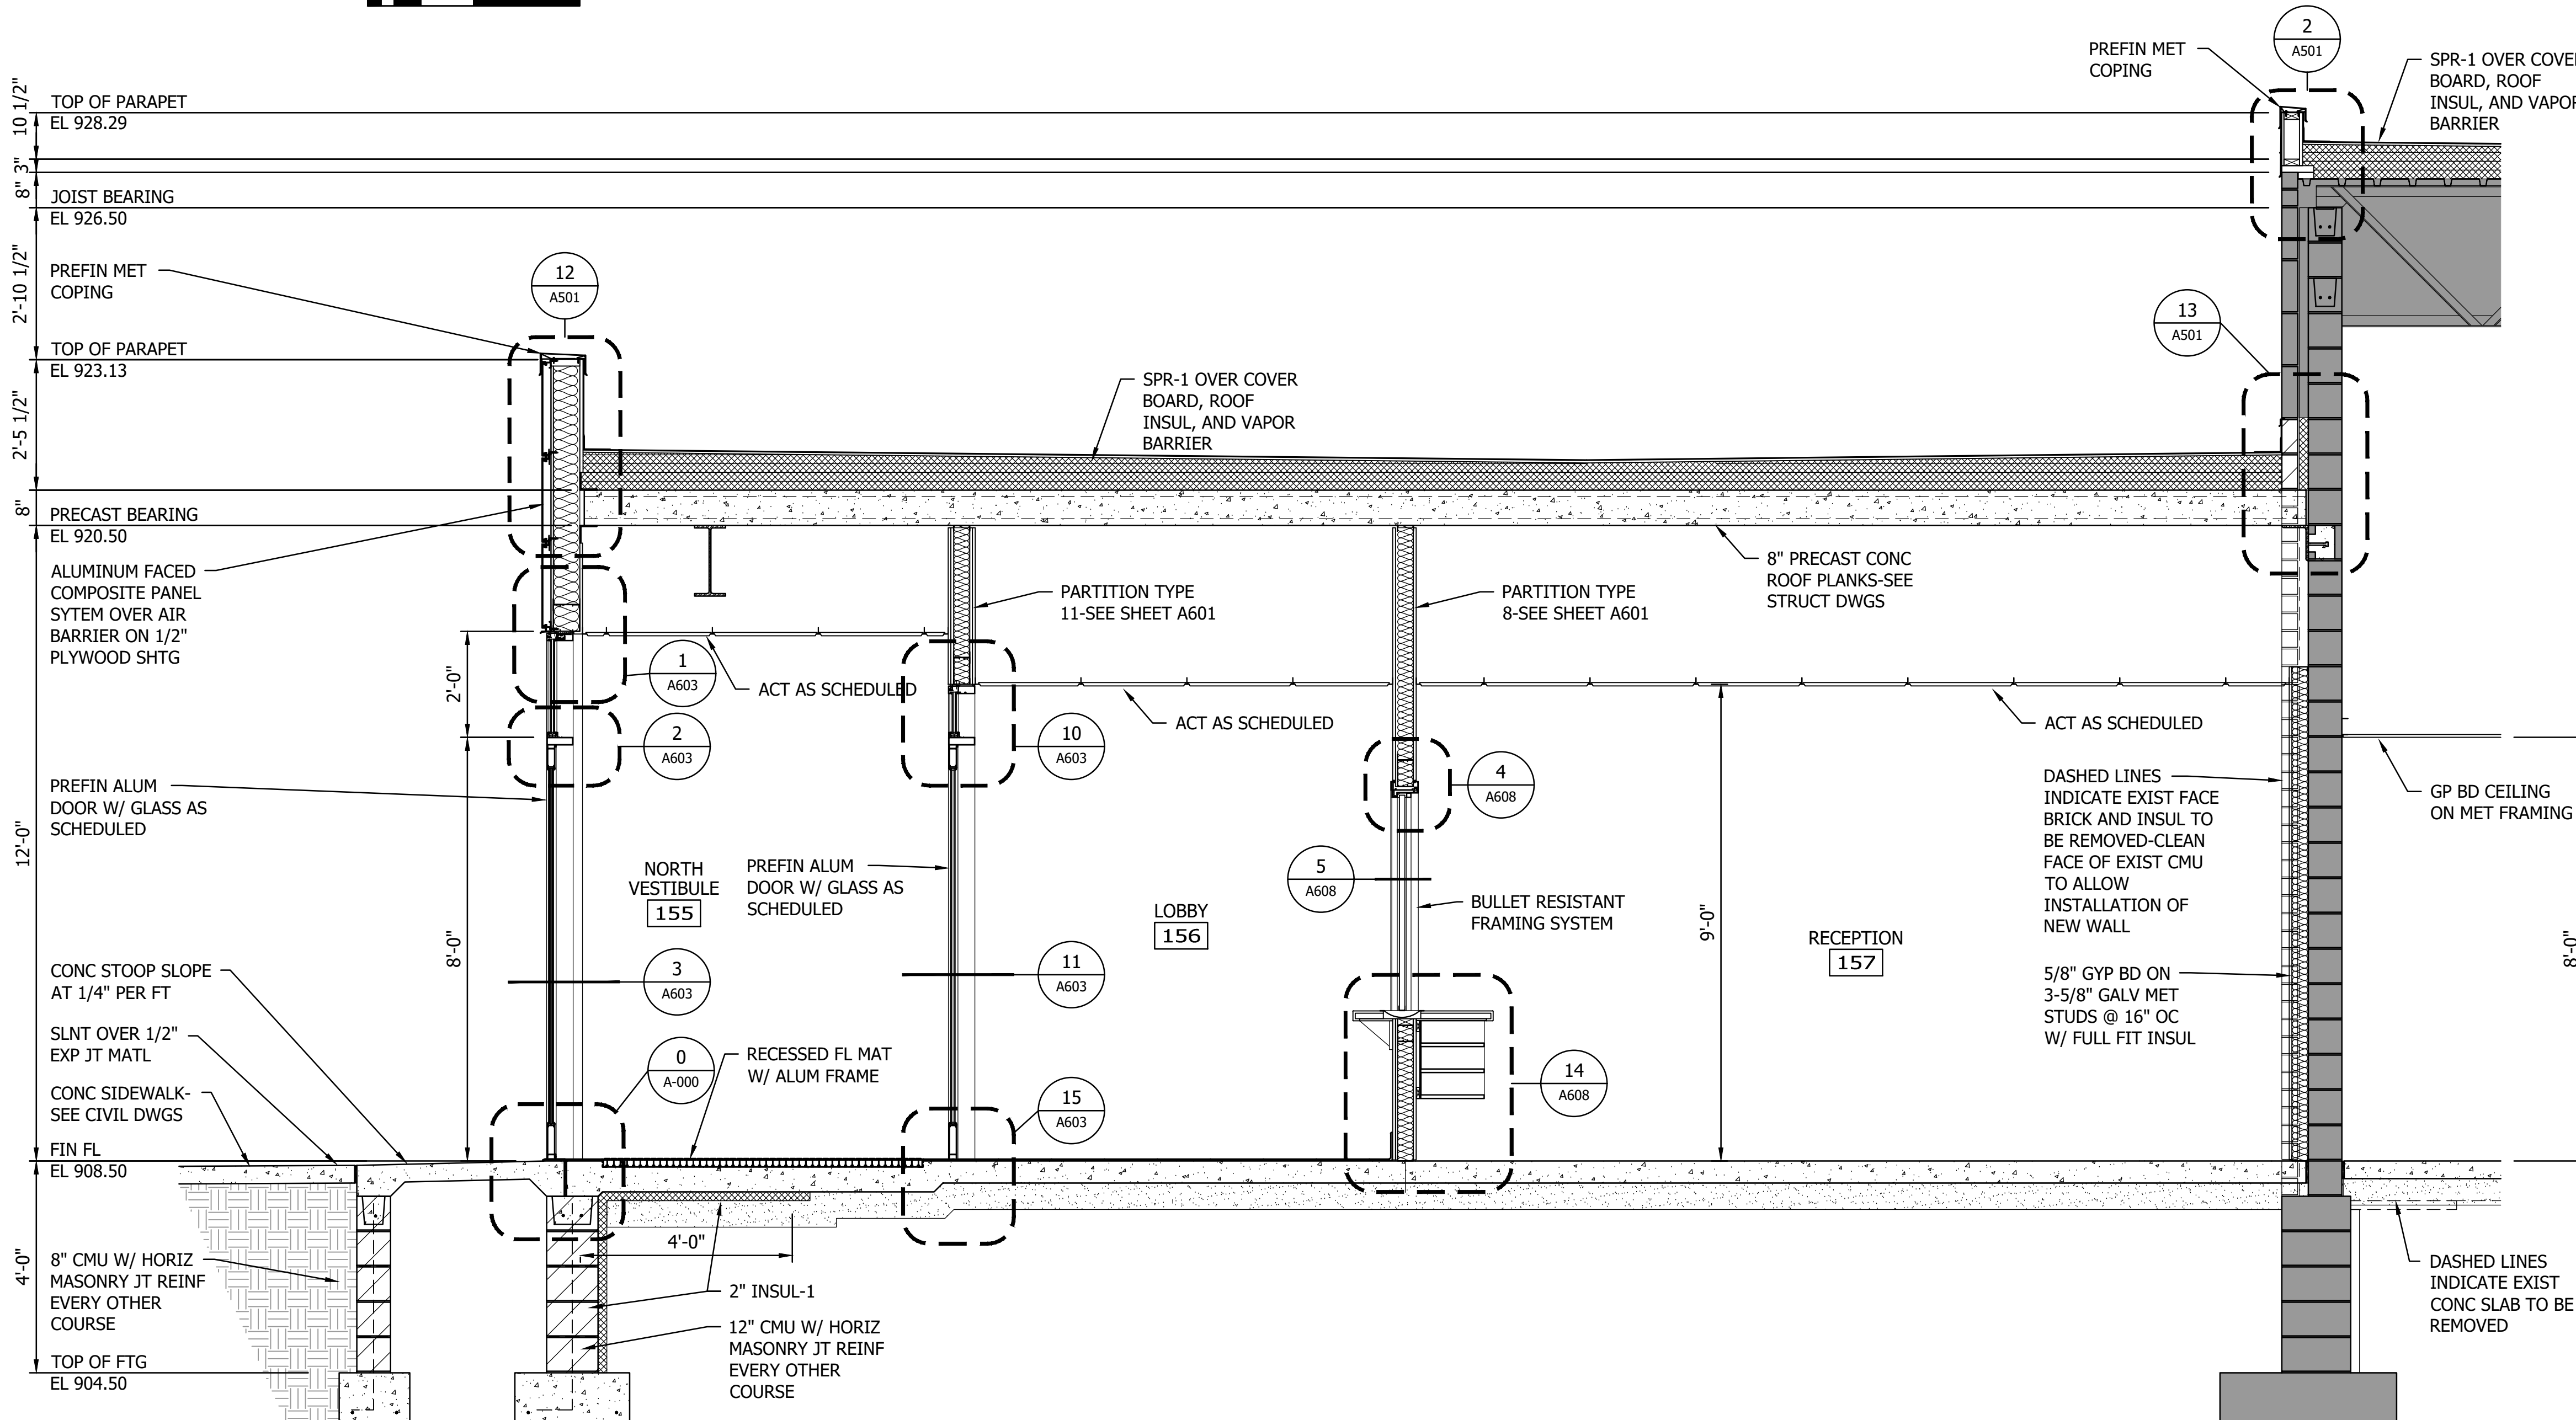 2
A501
PREFIN MET
COPING
SPR-1 OVER COVER
BOARD, ROOF
INSUL, AND VAPOR
BARRIER
10 1/2"
TOP OF PARAPET
EL 928.29
3"
8"
JOIST BEARING
EL 926.50
2'-10 1/2"
PREFIN MET
COPING
12
A501
13
A501
TOP OF PARAPET
EL 923.13
SPR-1 OVER COVER
BOARD, ROOF
INSUL, AND VAPOR
BARRIER
2'-5 1/2"
8"
PRECAST BEARING
EL 920.50
ALUMINUM FACED
COMPOSITE PANEL
SYTEM OVER AIR
BARRIER ON 1/2"
PLYWOOD SHTG
PARTITION TYPE
11-SEE SHEET A601
PARTITION TYPE
8-SEE SHEET A601
8" PRECAST CONC
ROOF PLANKS-SEE
STRUCT DWGS
2'-0"
1
A603
ACT AS SCHEDULED
2
A603
10
A603
ACT AS SCHEDULED
4
A608
ACT AS SCHEDULED
PREFIN ALUM
DOOR W/ GLASS AS
SCHEDULED
12'-0"
8'-0"
NORTH
VESTIBULE
155
PREFIN ALUM
DOOR W/ GLASS AS
SCHEDULED
LOBBY
156
5
A608
BULLET RESISTANT
FRAMING SYSTEM
9'-0"
RECEPTION
157
DASHED LINES
INDICATE EXIST FACE
BRICK AND INSUL TO
BE REMOVED-CLEAN
FACE OF EXIST CMU
TO ALLOW
INSTALLATION OF
NEW WALL
GP BD CEILING
ON MET FRAMING
8'-0"
5/8" GYP BD ON
3-5/8" GALV MET
STUDS @ 16" OC
W/ FULL FIT INSUL
CONC STOOP SLOPE
AT 1/4" PER FT
3
A603
11
A603
SLNT OVER 1/2"
EXP JT MATL
0
A-000
RECESSED FL MAT
W/ ALUM FRAME
15
A603
14
A608
CONC SIDEWALK-
SEE CIVIL DWGS
FIN FL
EL 908.50
4'-0"
4'-0"
8" CMU W/ HORIZ
MASONRY JT REINF
EVERY OTHER
COURSE
2" INSUL-1
12" CMU W/ HORIZ
MASONRY JT REINF
EVERY OTHER
COURSE
DASHED LINES
INDICATE EXIST
CONC SLAB TO BE
REMOVED
TOP OF FTG
EL 904.50